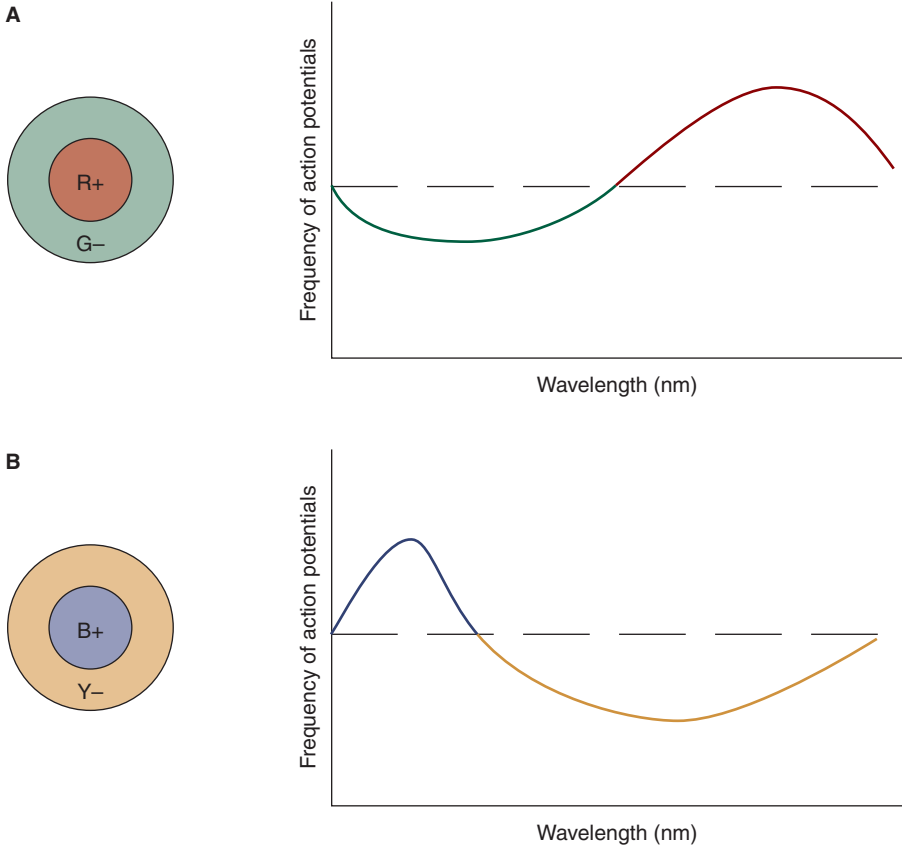 A
Frequency of action potentials
R+
G–
Wavelength (nm)
B
Frequency of action potentials
B+
Y–
Wavelength (nm)